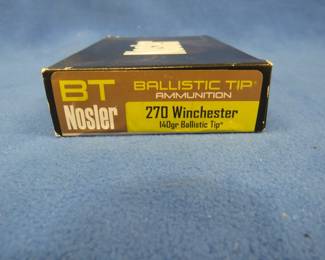 BT
Nosler
BALLISTIC TIP®
AMMUNITION
270 Winchester
140gr Ballistic Tip®